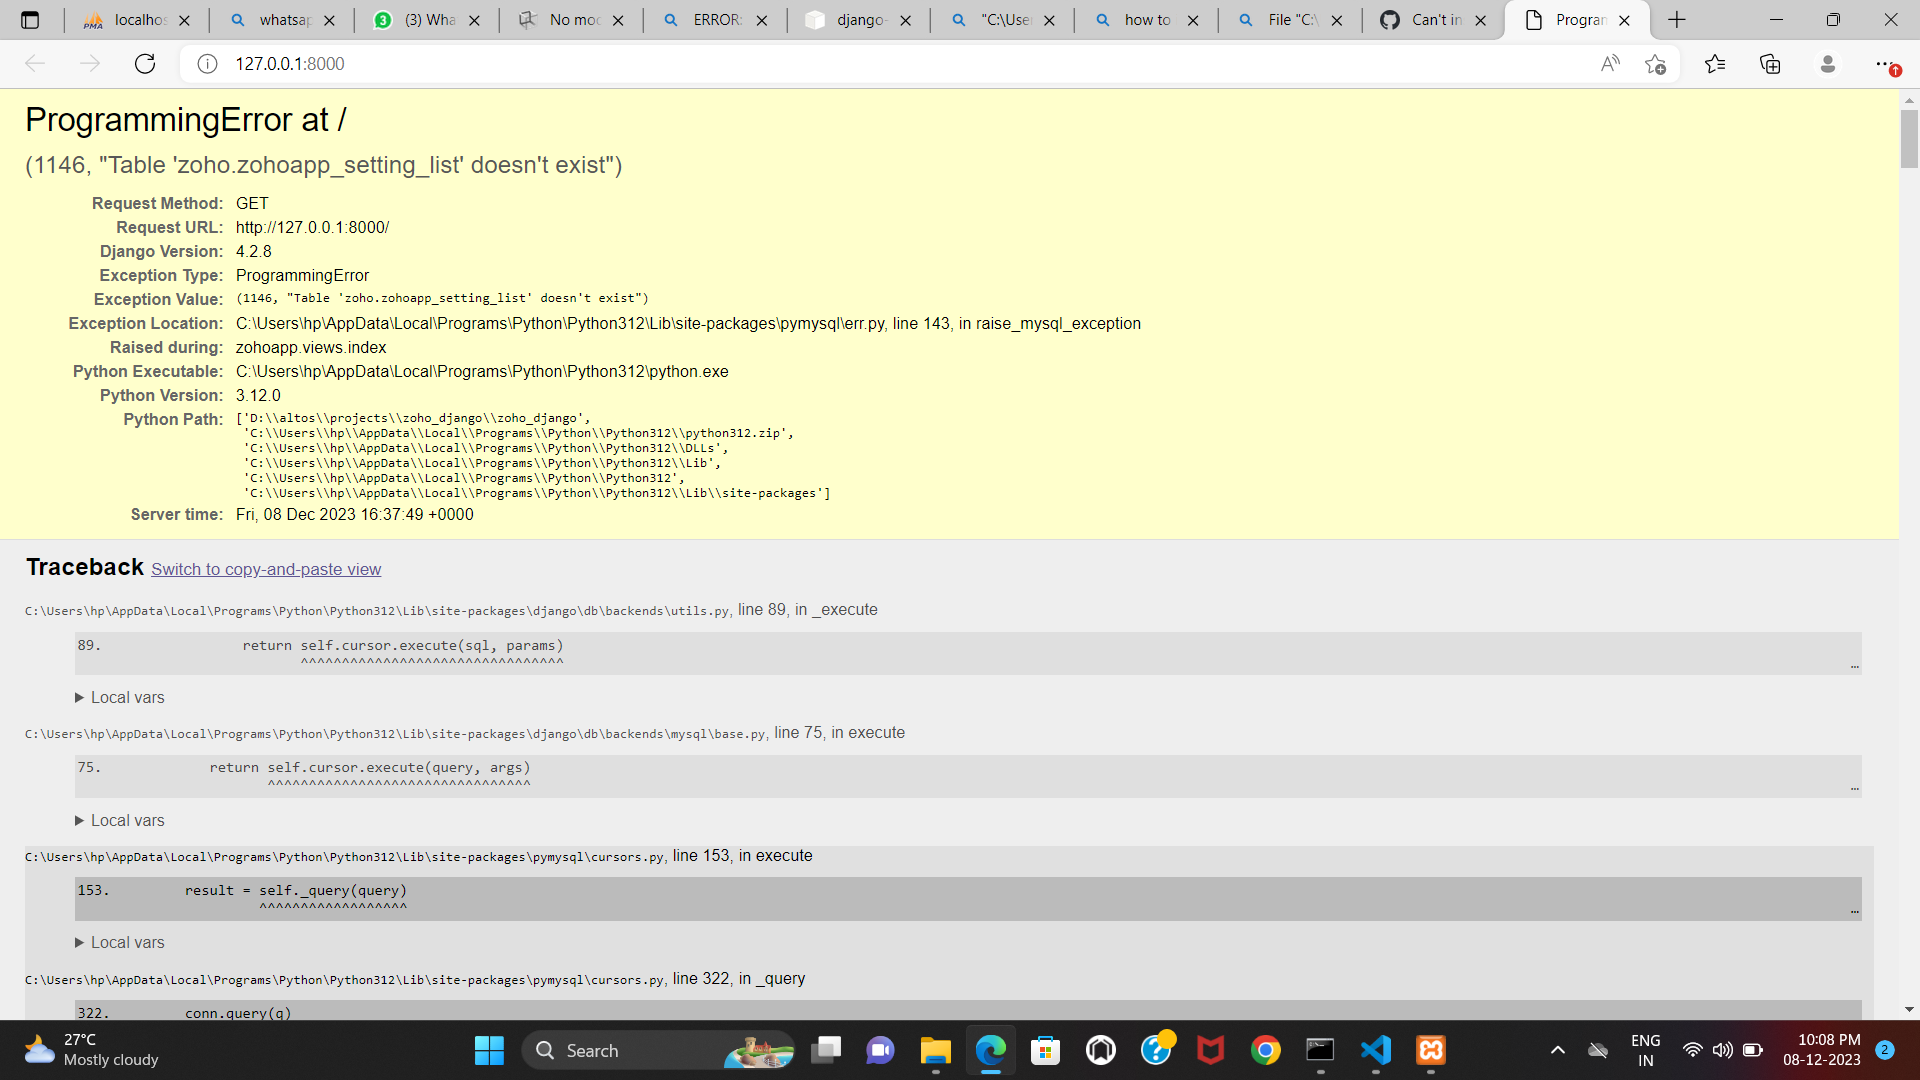 PMA localhos
whatsap
3 (3) Wha
No mod
ERROR:
django-
"C:\User
how to
File "C:\
Can't in
Program
127.0.0.1:8000
ProgrammingError at /
(1146, "Table 'zoho.zohoapp_setting_list' doesn't exist")
Request Method: GET
Request URL: http://127.0.0.1:8000/
Django Version: 4.2.8
Exception Type: ProgrammingError
Exception Value: (1146, "Table 'zoho.zohoapp_setting_list' doesn't exist")
Exception Location: C:\Users\hp\AppData\Local\Programs\Python\Python312\Lib\site-packages\pymysql\err.py, line 143, in raise_mysql_exception
Raised during: zohoapp.views.index
Python Executable: C:\Users\hp\AppData\Local\Programs\Python\Python312\python.exe
Python Version: 3.12.0
Python Path: ['D:\\altos\\projects\\zoho_django\\zoho_django',
'C:\\Users\\hp\\AppData\\Local\\Programs\\Python\\Python312\\python312.zip',
'C:\\Users\\hp\\AppData\\Local\\Programs\\Python\\Python312\\DLLs',
'C:\\Users\\hp\\AppData\\Local\\Programs\\Python\\Python312\\Lib',
'C:\\Users\\hp\\AppData\\Local\\Programs\\Python\\Python312',
'C:\\Users\\hp\\AppData\\Local\\Programs\\Python\\Python312\\Lib\\site-packages']
Server time: Fri, 08 Dec 2023 16:37:49 +0000
Traceback Switch to copy-and-paste view
C:\Users\hp\AppData\Local\Programs\Python\Python312\Lib\site-packages\django\db\backends\utils.py, line 89, in _execute
89. return self.cursor.execute(sql, params)
^^^^^^^^^^^^^^^^^^^^^^^^^^^^^^^^
…
Local vars
C:\Users\hp\AppData\Local\Programs\Python\Python312\Lib\site-packages\django\db\backends\mysql\base.py, line 75, in execute
75. return self.cursor.execute(query, args)
^^^^^^^^^^^^^^^^^^^^^^^^^^^^^^^^
…
Local vars
C:\Users\hp\AppData\Local\Programs\Python\Python312\Lib\site-packages\pymysql\cursors.py, line 153, in execute
153. result = self._query(query)
^^^^^^^^^^^^^^^^^^
…
Local vars
C:\Users\hp\AppData\Local\Programs\Python\Python312\Lib\site-packages\pymysql\cursors.py, line 322, in _query
322. conn.query(q)
27°C
Mostly cloudy
Search
ENG
IN
10:08 PM
08-12-2023
2